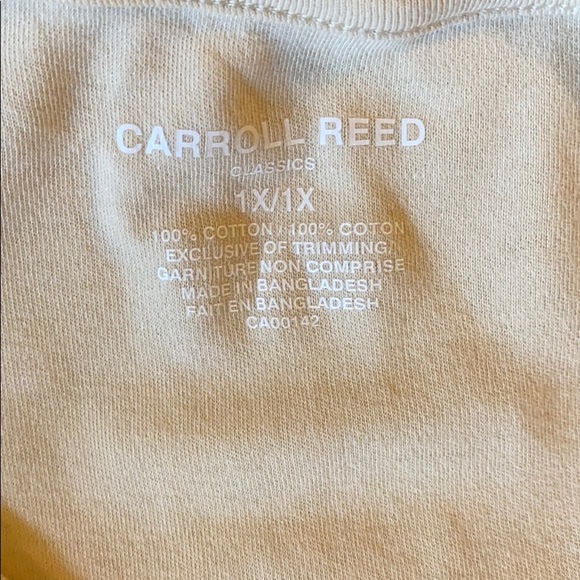 CARROLL REED
CLASSICS
1X/1X
100% COTTON / 100% COTON
EXCLUSIVE OF TRIMMING/
GARNITURE NON COMPRISE
MADE IN BANGLADESH
FAIT EN BANGLADESH
CA00142